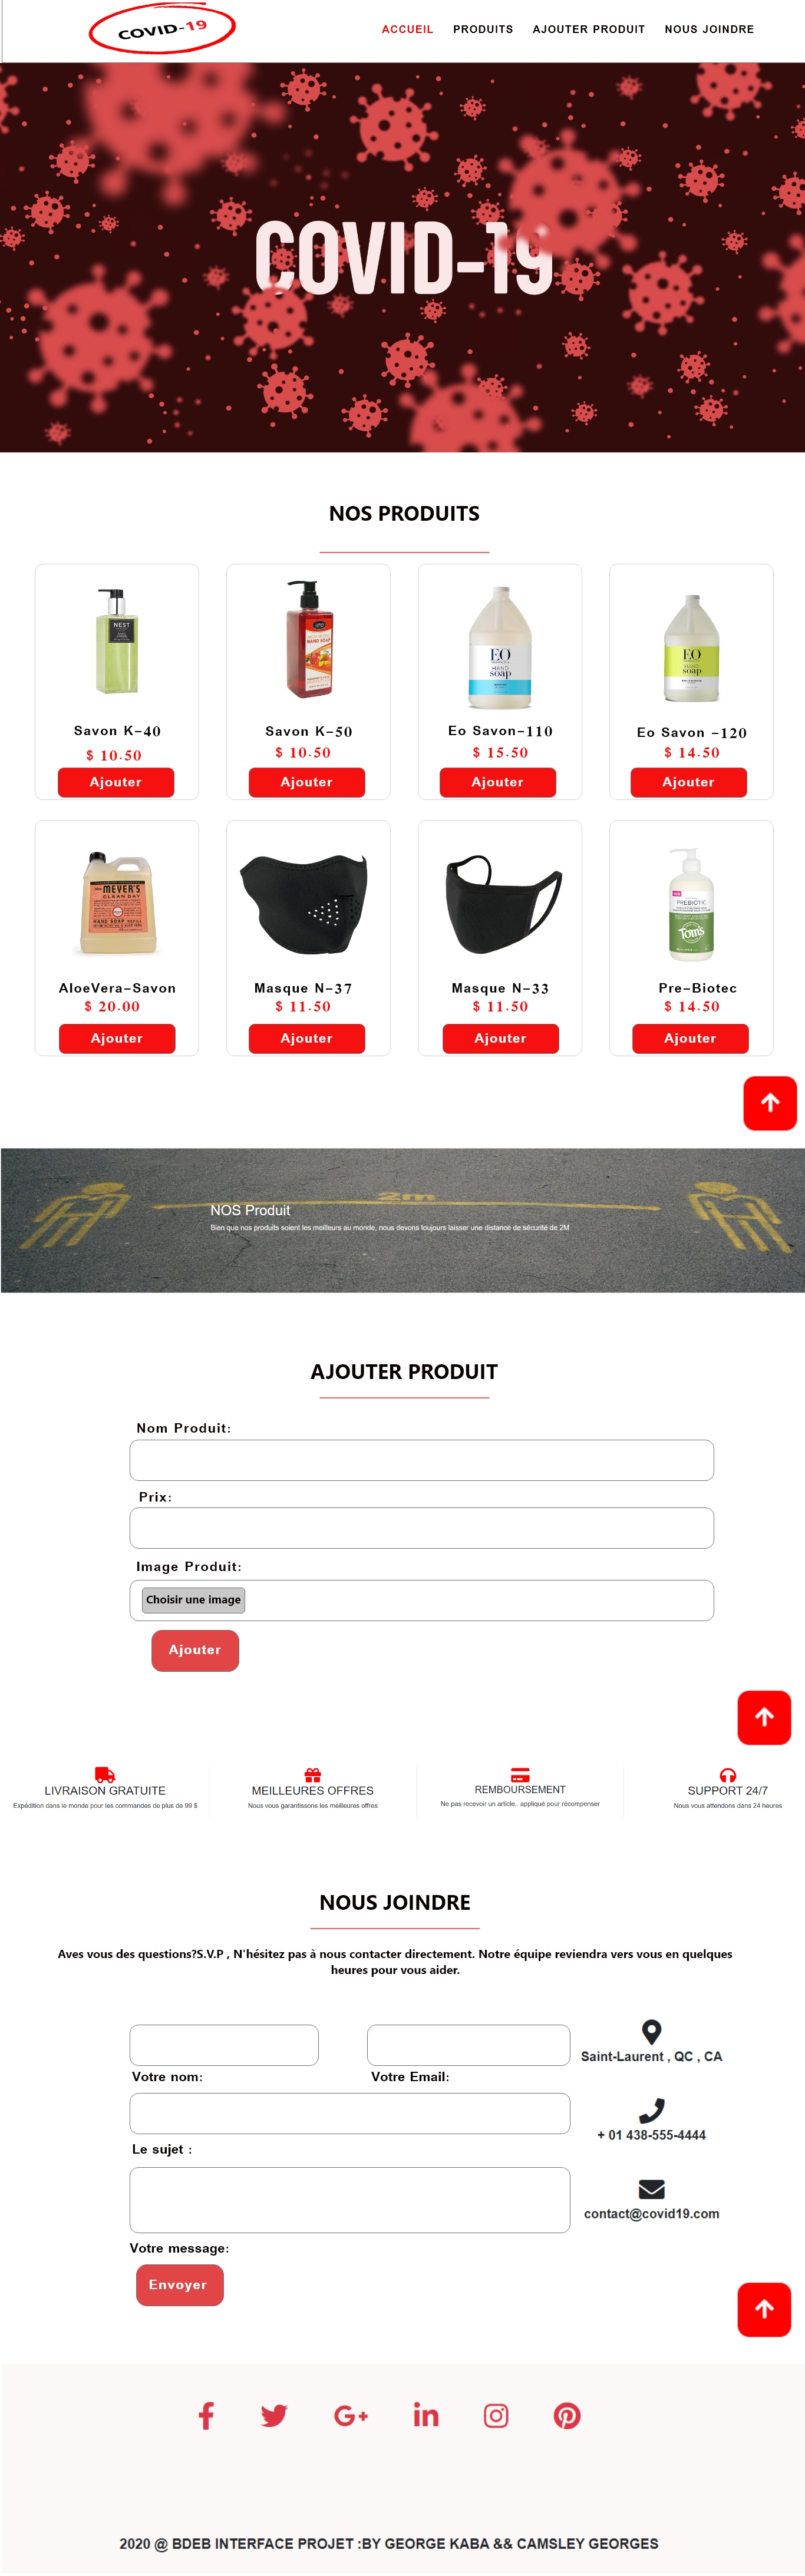 COVID-19
ACCUEIL PRODUITS AJOUTER PRODUIT NOUS JOINDRE
COVID-19
NOS PRODUITS
NEST
HAND SOAP
EO
HAND
soap
EO
HAND
soap
Savon K-40
Savon K-50
Eo Savon-110
Eo Savon -120
$ 10.50
$ 10.50
$ 15.50
$ 14.50
Ajouter
Ajouter
Ajouter
Ajouter
MEYER'S
CLEAN DAY
HAND SOAP REFILL
PREBIOTIC
Tom's
AloeVera-Savon
Masque N-37
Masque N-33
Pre-Biotec
$ 20.00
$ 11.50
$ 11.50
$ 14.50
Ajouter
Ajouter
Ajouter
Ajouter
2m
NOS Produit
Bien que nos produits soient les meilleurs au monde, nous devons toujours laisser une distance de sécurité de 2M
AJOUTER PRODUIT
Nom Produit:
Prix:
Image Produit:
Choisir une image
Ajouter
LIVRAISON GRATUITE
Expédition dans le monde pour les commandes de plus de 99 $
MEILLEURES OFFRES
Nous vous garantissons les meilleures offres
REMBOURSEMENT
Ne pas recevoir un article.. appliqué pour récompenser
SUPPORT 24/7
Nous vous attendons dans 24 heures
NOUS JOINDRE
Aves vous des questions?S.V.P , N'hésitez pas à nous contacter directement. Notre équipe reviendra vers vous en quelques
heures pour vous aider.
Votre nom:
Votre Email:
Le sujet :
Votre message:
Envoyer
Saint-Laurent , QC , CA
+ 01 438-555-4444
contact@covid19.com
2020 @ BDEB INTERFACE PROJET :BY GEORGE KABA && CAMSLEY GEORGES